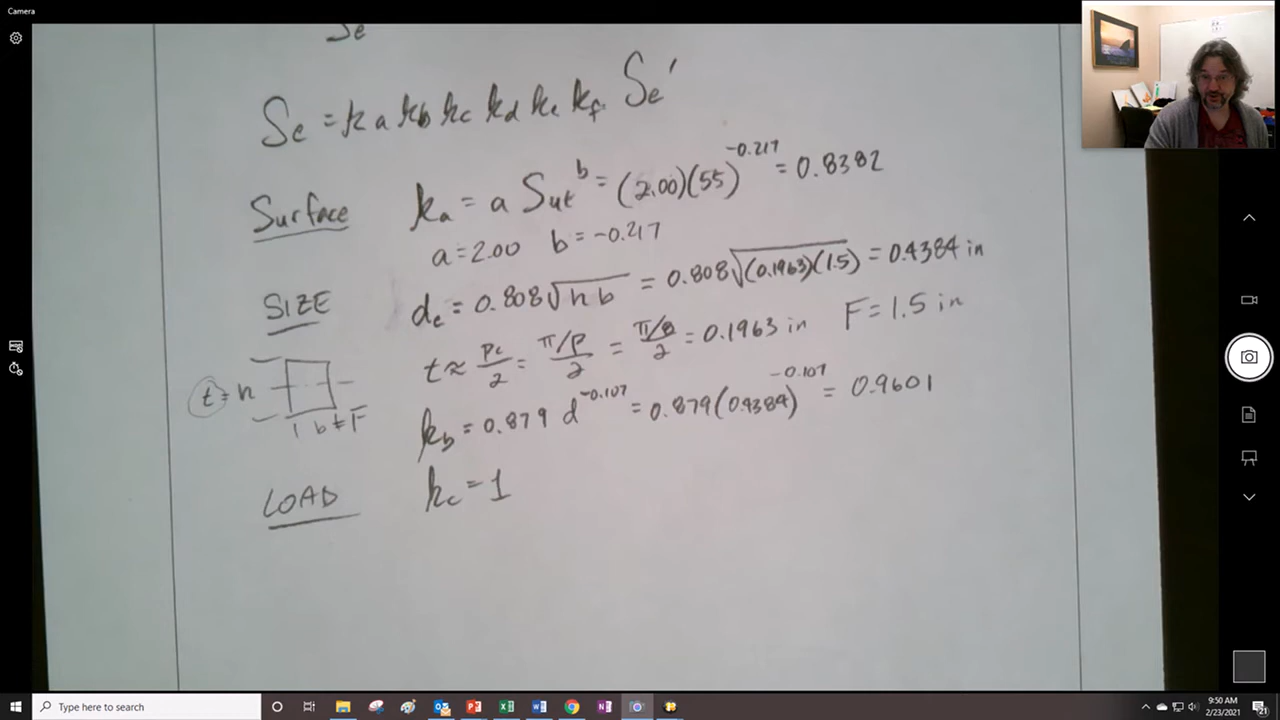 Camera
Se
Se = ka kb kc kd ke kf Se'
Surface ka = a Sut^b = (2.00)(55)^-0.217 = 0.8382
a = 2.00 b = -0.217
SIZE de = 0.808√hb = 0.808√(0.1963)(1.5) = 0.4384 in
t ≈ pc/2 = π/P/2 = π/8/2 = 0.1963 in F = 1.5 in
t = h
b = F
kb = 0.879 d^-0.107 = 0.879(0.4384)^-0.107 = 0.9601
LOAD kc = 1
Type here to search
9:50 AM
2/23/2021
21